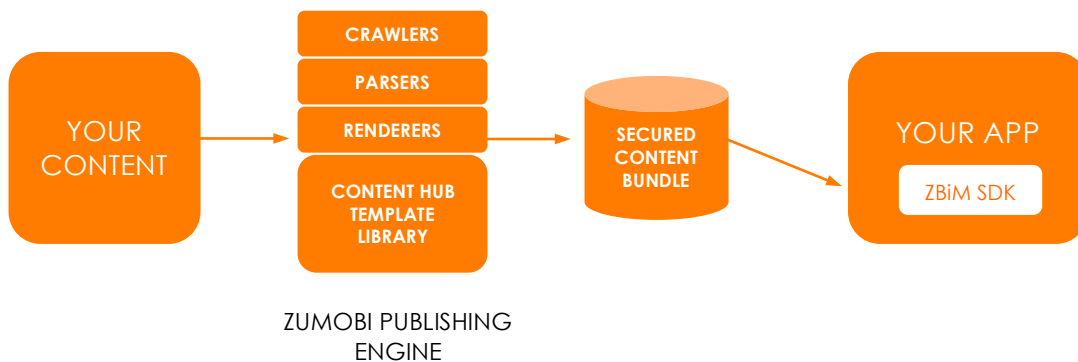 YOUR
CONTENT
CRAWLERS
PARSERS
RENDERERS
CONTENT HUB
TEMPLATE
LIBRARY
ZUMOBI PUBLISHING
ENGINE
SECURED
CONTENT
BUNDLE
YOUR APP
ZBiM SDK